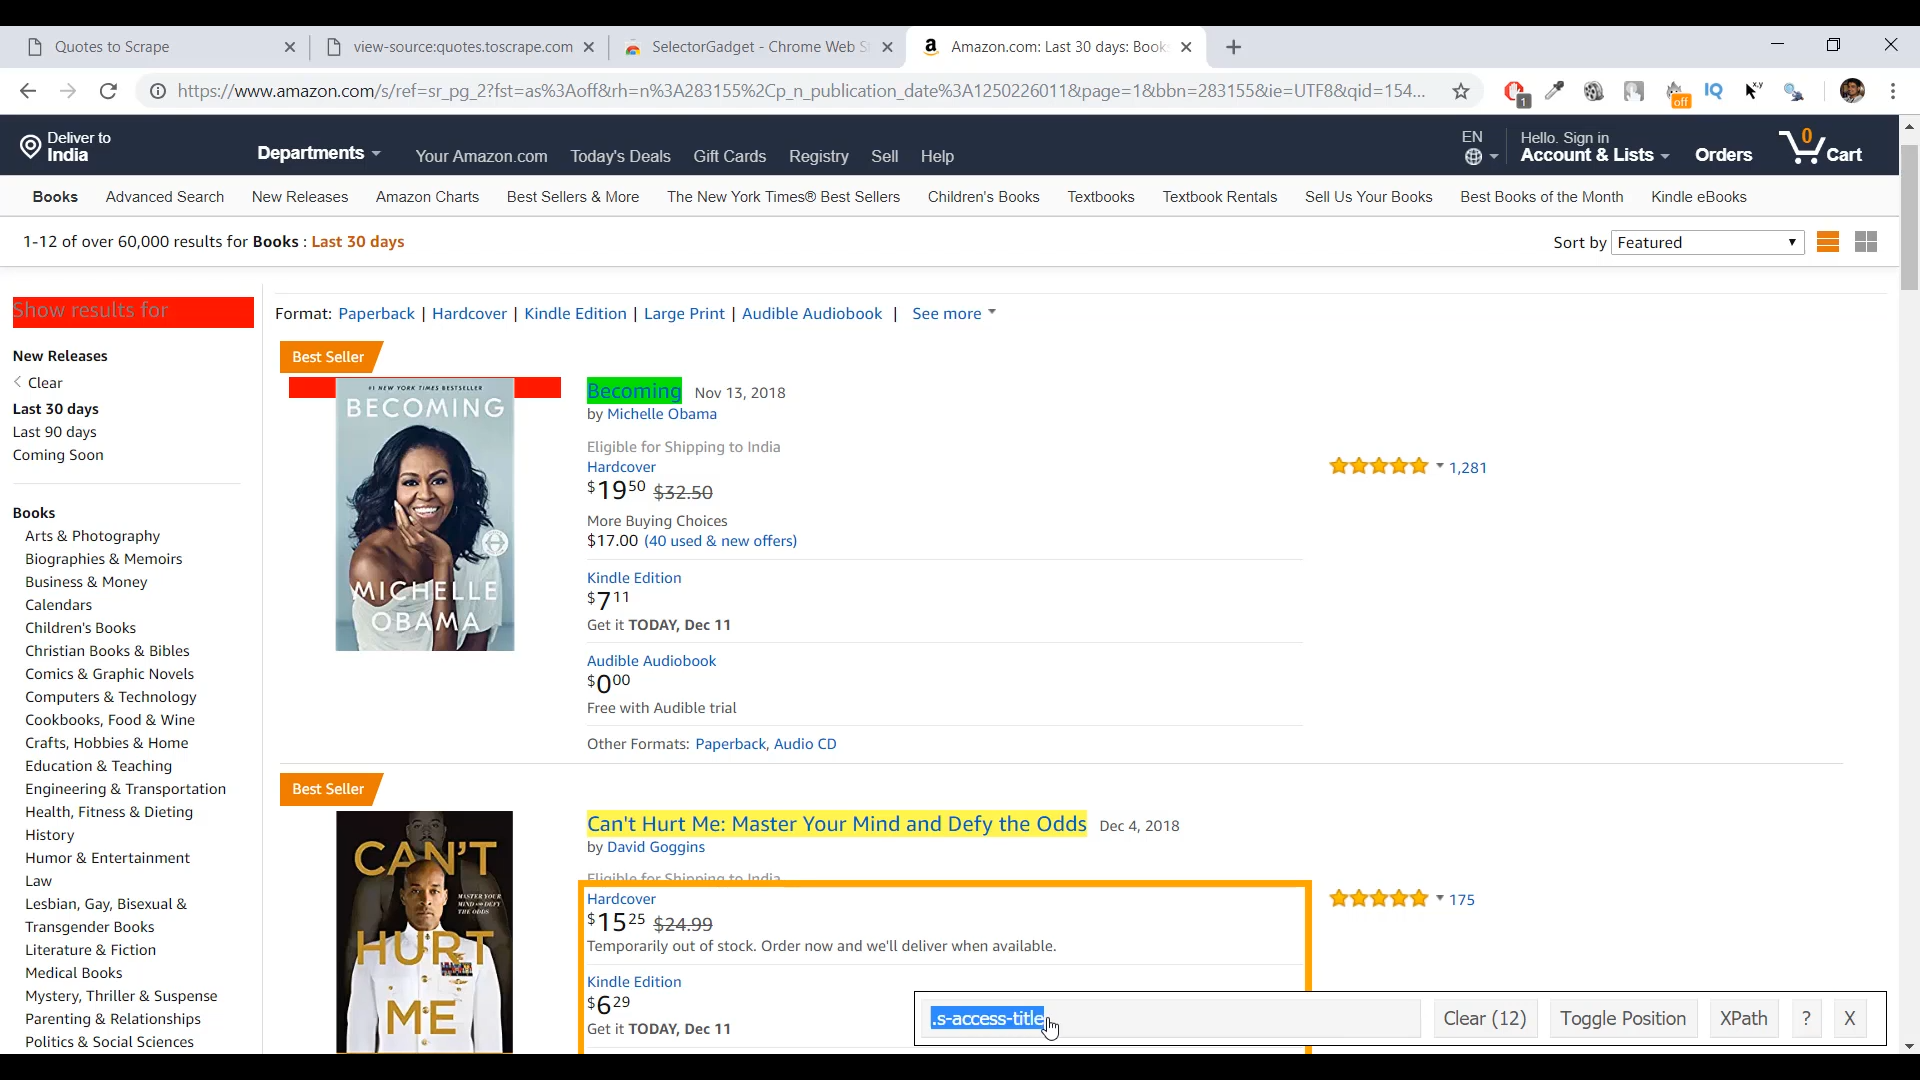 Quotes to Scrape
view-source:quotes.toscrape.com
SelectorGadget - Chrome Web S
Amazon.com: Last 30 days: Book
https://www.amazon.com/s/ref=sr_pg_2?fst=as%3Aoff&rh=n%3A283155%2Cp_n_publication_date%3A1250226011&page=1&bbn=283155&ie=UTF8&qid=154...
1
off
IQ
Deliver to
India
Departments
Your Amazon.com
Today's Deals
Gift Cards
Registry
Sell
Help
EN
Hello. Sign in
Account & Lists
Orders
0
Cart
Books
Advanced Search
New Releases
Amazon Charts
Best Sellers & More
The New York Times® Best Sellers
Children's Books
Textbooks
Textbook Rentals
Sell Us Your Books
Best Books of the Month
Kindle eBooks
1-12 of over 60,000 results for Books : Last 30 days
Sort by Featured
Show results for
New Releases
Clear
Last 30 days
Last 90 days
Coming Soon
Books
Arts & Photography
Biographies & Memoirs
Business & Money
Calendars
Children's Books
Christian Books & Bibles
Comics & Graphic Novels
Computers & Technology
Cookbooks, Food & Wine
Crafts, Hobbies & Home
Education & Teaching
Engineering & Transportation
Health, Fitness & Dieting
History
Humor & Entertainment
Law
Lesbian, Gay, Bisexual &
Transgender Books
Literature & Fiction
Medical Books
Mystery, Thriller & Suspense
Parenting & Relationships
Politics & Social Sciences
Format: Paperback | Hardcover | Kindle Edition | Large Print | Audible Audiobook | See more
Best Seller
#1 NEW YORK TIMES BESTSELLER
BECOMING
MICHELLE
OBAMA
Becoming Nov 13, 2018
by Michelle Obama
Eligible for Shipping to India
Hardcover
$19 50 $32.50
More Buying Choices
$17.00 (40 used & new offers)
Kindle Edition
$7 11
Get it TODAY, Dec 11
Audible Audiobook
$0 00
Free with Audible trial
Other Formats: Paperback, Audio CD
1,281
Best Seller
CAN'T
MASTER YOUR
MIND AND DEFY
THE ODDS
HURT
ME
Can't Hurt Me: Master Your Mind and Defy the Odds Dec 4, 2018
by David Goggins
Eligible for Shipping to India
Hardcover
$15 25 $24.99
Temporarily out of stock. Order now and we'll deliver when available.
Kindle Edition
$6 29
Get it TODAY, Dec 11
175
.s-access-title
Clear (12)
Toggle Position
XPath
?
X